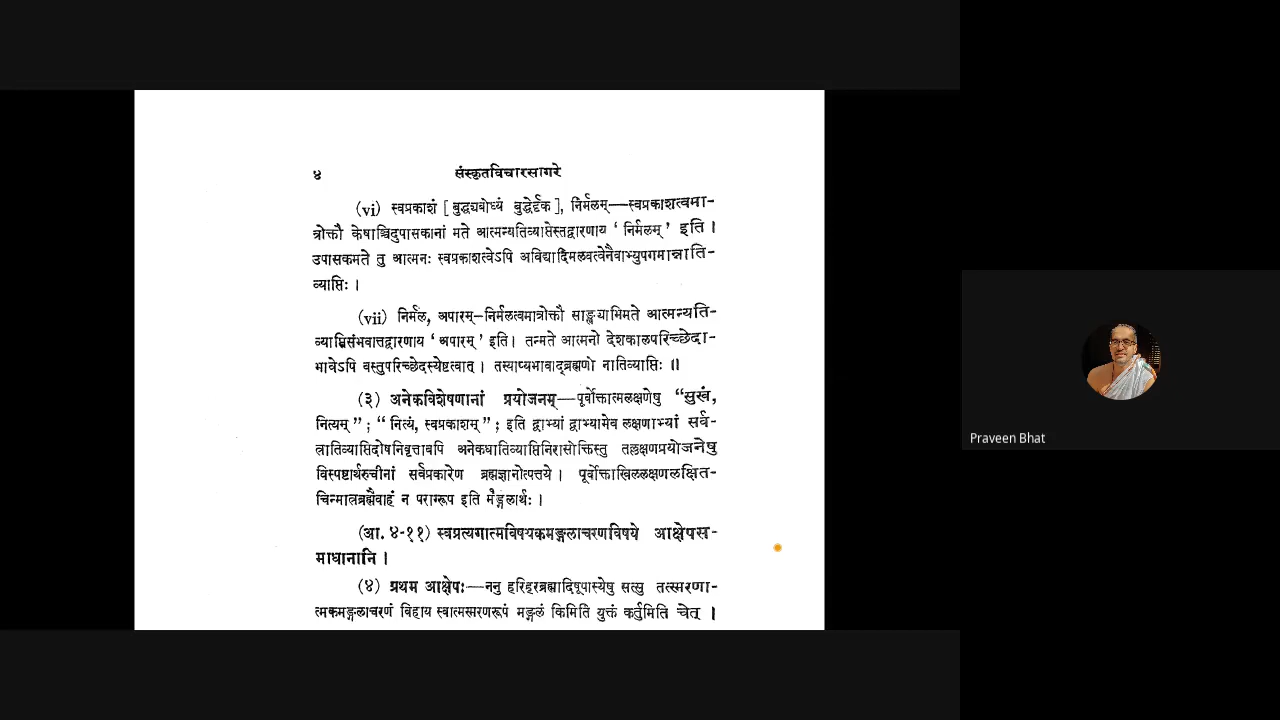 ४ संस्कृतविचारसागरे
(vi) स्वप्रकाशं [ बुद्ध्यबोध्यं बुद्धेर्दृक ], निर्मलम्—स्वप्रकाशत्वमा-
त्रोक्तौ केषाञ्चिदुपासकानां मते आत्मन्यतिव्याप्तेस्तद्वारणाय ‘ निर्मलम् ’ इति ।
उपासकमते तु आत्मनः स्वप्रकाशत्वेऽपि अविद्यादिमलवत्वेनैवाभ्युपगमान्नाति-
व्याप्तिः ।
(vii) निर्मलं, अपारम्—निर्मलत्वमात्रोक्तौ साङ्ख्याभिमते आत्मन्यति-
व्याप्तिसंभवात्तद्वारणाय ‘ अपारम् ’ इति । तन्मते आत्मनो देशकालपरिच्छेदा-
भावेऽपि वस्तुपरिच्छेदस्येष्टत्वात् । तस्याप्यभावाद्ब्रह्मणो नातिव्याप्तिः ॥
(३) अनेकविशेषणानां प्रयोजनम्—पूर्वोक्तात्मलक्षणेषु “सुखं,
नित्यम् ” ; “ नित्यं, स्वप्रकाशम् ” ; इति द्वाभ्यां द्वाभ्यामेव लक्षणाभ्यां सर्व-
त्रातिव्याप्तिदोषनिवृत्तावपि अनेकधातिव्याप्तिनिरासोक्तिस्तु तल्लक्षणप्रयोजनेषु
विस्पष्टार्थरुचीनां सर्वप्रकारेण ब्रह्मज्ञानोत्पत्तये । पूर्वोक्ताखिललक्षणलक्षित-
चिन्मात्रब्रह्मैवाहं न पराग्रूप इति मङ्गलार्थः ।
(आ. ४-११) स्वप्रत्यगात्मविषयकमङ्गलाचरणविषये आक्षेपस-
माधानानि ।
(४) प्रथम आक्षेपः—ननु हरिहरब्रह्मादिषूपास्येषु सत्सु तत्स्मरणा-
त्मकमङ्गलाचरणं विहाय स्वात्मस्मरणरूपं मङ्गलं किमिति युक्तं कर्तुमिति चेत् ।
Praveen Bhat